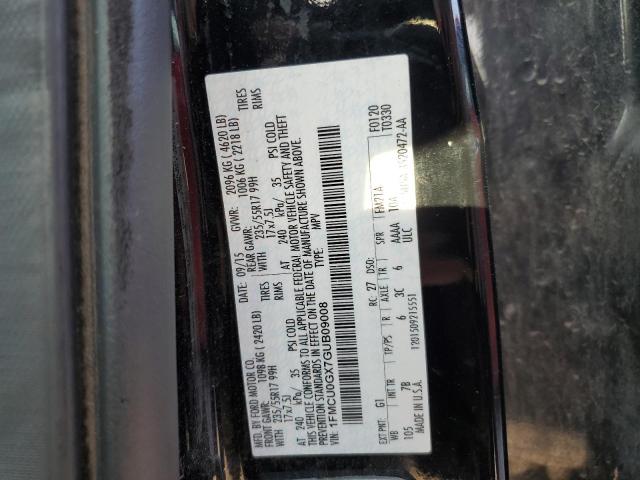 MFD. BY FORD MOTOR CO.
DATE: 09/15 GVWR: 2096 KG ( 4620 LB)
FRONT GAWR: 1098 KG ( 2420 LB) REAR GAWR: 1006 KG ( 2218 LB)
WITH 235/55R17 99H TIRES WITH 235/55R17 99H TIRES
17x7.5J RIMS 17x7.5J RIMS
AT 240 kPa/ 35 PSI COLD AT 240 kPa/ 35 PSI COLD
THIS VEHICLE CONFORMS TO ALL APPLICABLE FEDERAL MOTOR VEHICLE SAFETY AND THEFT
PREVENTION STANDARDS IN EFFECT ON THE DATE OF MANUFACTURE SHOWN ABOVE.
VIN: 1FMCU0GX7GUB09008 TYPE: MPV
F0120
T0330
EXT PNT: G1 RC: 27 DSO: FM21A
WB INT TR TP/PS R AXLE TR SPR
105 7B 6 3C 6 AAAA 10A
ULC
MADE IN U.S.A. 1201509215551